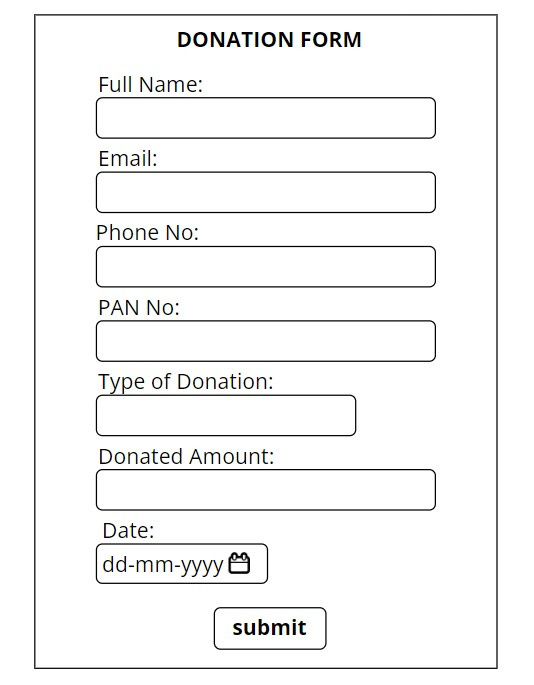 DONATION FORM
Full Name:
Email:
Phone No:
PAN No:
Type of Donation:
Donated Amount:
Date:
dd-mm-yyyy
submit